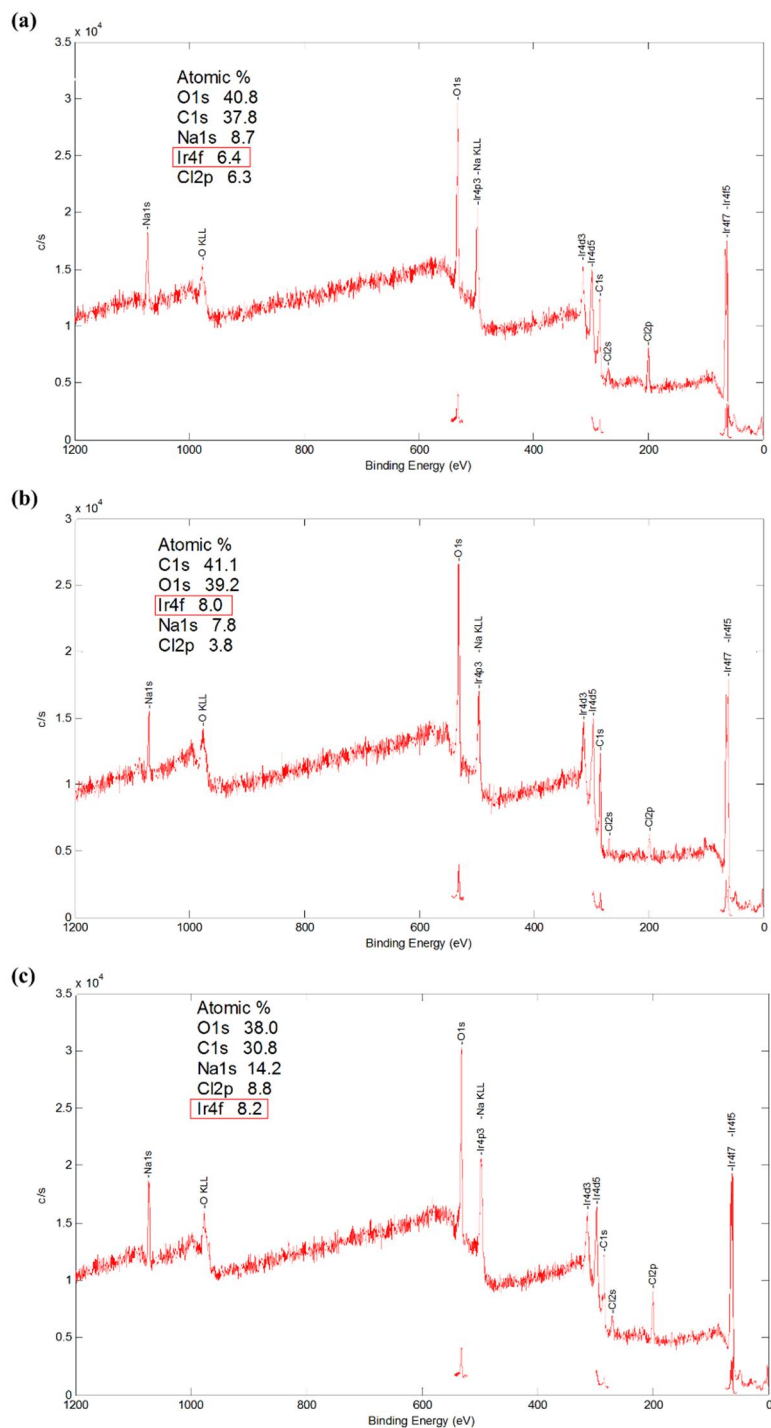 (a)
x 10⁴
3.5
3
2.5
2
1.5
1
0.5
0
c/s
Atomic %
O1s 40.8
C1s 37.8
Na1s 8.7
Ir4f 6.4
Cl2p 6.3
-Na1s
-O KLL
-O1s
-Ir4p3 -Na KLL
-Ir4d3
-Ir4d5
-C1s
-Cl2s
-Cl2p
-Ir4f7 -Ir4f5
1200 1000 800 600 400 200 0
Binding Energy (eV)
(b)
x 10⁴
3
2.5
2
1.5
1
0.5
0
c/s
Atomic %
C1s 41.1
O1s 39.2
Ir4f 8.0
Na1s 7.8
Cl2p 3.8
-Na1s
-O KLL
-O1s
-Ir4p3 -Na KLL
-Ir4d3
-Ir4d5
-C1s
-Cl2s
-Cl2p
-Ir4f7 -Ir4f5
1200 1000 800 600 400 200 0
Binding Energy (eV)
(c)
x 10⁴
3.5
3
2.5
2
1.5
1
0.5
0
c/s
Atomic %
O1s 38.0
C1s 30.8
Na1s 14.2
Cl2p 8.8
Ir4f 8.2
-Na1s
-O KLL
-O1s
-Ir4p3 -Na KLL
-Ir4d3
-Ir4d5
-C1s
-Cl2s
-Cl2p
-Ir4f7 -Ir4f5
1200 1000 800 600 400 200 0
Binding Energy (eV)